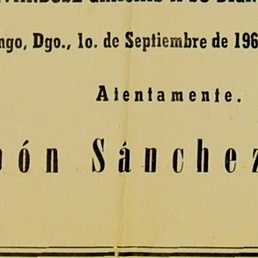 ngo, Dgo., 1o. de Septiembre de 196
Atentamente.
ón Sánchez